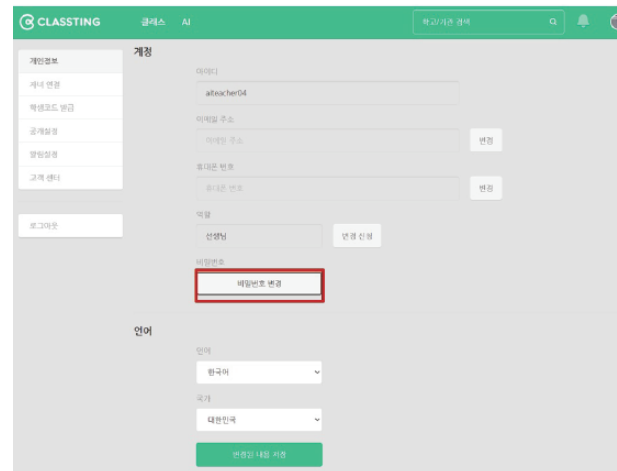 CLASSTING 클래스 AI 학교/기관 검색
개인정보
자녀 연결
학생코드 발급
공개설정
알림설정
고객 센터
로그아웃
계정
아이디
aiteacher04
이메일 주소
이메일 주소 변경
휴대폰 번호
휴대폰 번호 변경
역할
선생님 변경 신청
비밀번호
비밀번호 변경
언어
언어
한국어
국가
대한민국
변경된 내용 저장